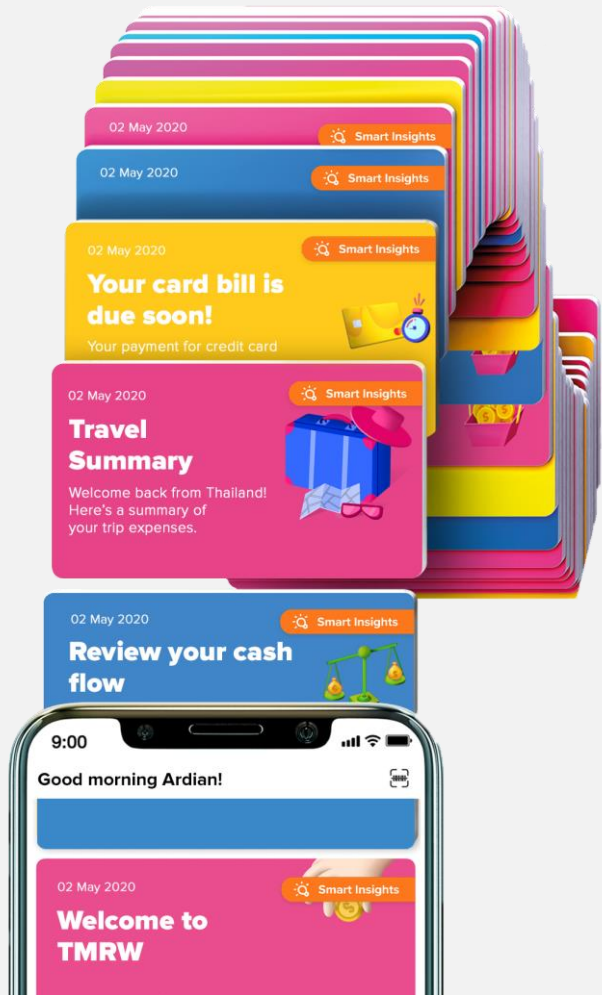 02 May 2020
Smart Insights
02 May 2020
Smart Insights
02 May 2020
Smart Insights
Your card bill is
due soon!
Your payment for credit card
02 May 2020
Smart Insights
Travel
Summary
Welcome back from Thailand!
Here's a summary of
your trip expenses.
02 May 2020
Smart Insights
Review your cash
flow
9:00
Good morning Ardian!
02 May 2020
Smart Insights
Welcome to
TMRW